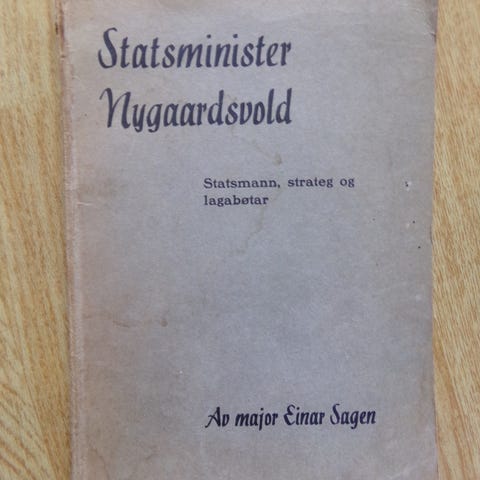 Statsminister
Nygaardsvold
Statsmann, strateg og
lagabøtar
Av major Einar Sagen